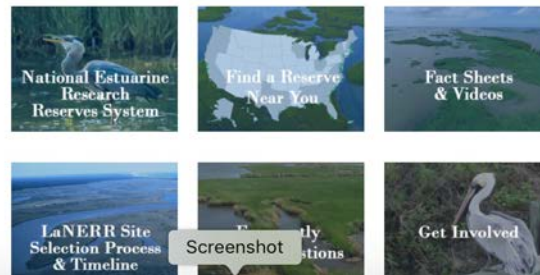 National Estuarine
Research
Reserves System
Find a Reserve
Near You
Fact Sheets
& Videos
LaNERR Site
Selection Process
& Timeline
Screenshot
Get Involved